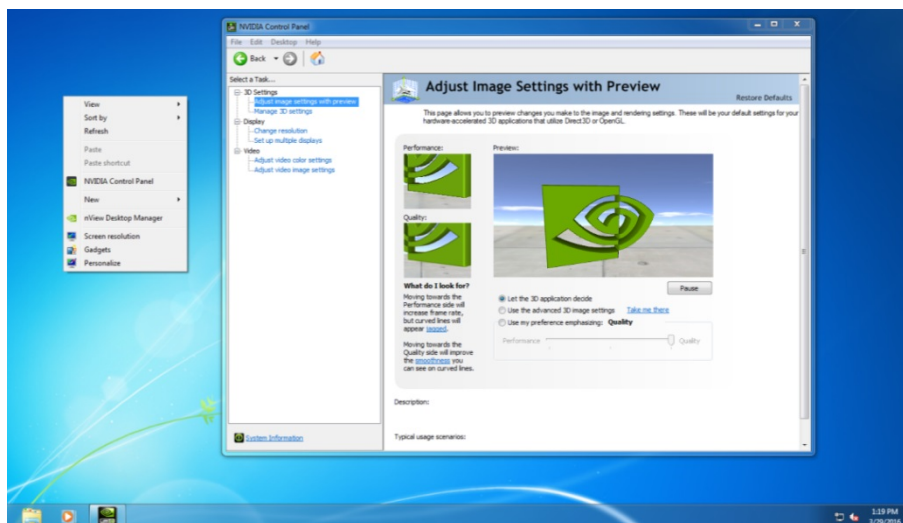 View
Sort by
Refresh
Paste
Paste shortcut
NVIDIA Control Panel
New
nView Desktop Manager
Screen resolution
Gadgets
Personalize
NVIDIA Control Panel
File Edit Desktop Help
Back
Select a Task...
3D Settings
Adjust image settings with preview
Manage 3D settings
Display
Change resolution
Set up multiple displays
Video
Adjust video color settings
Adjust video image settings
System Information
Adjust Image Settings with Preview
Restore Defaults
This page allows you to preview changes you make to the image and rendering settings. These will be your default settings for your
hardware-accelerated 3D applications that utilize Direct3D or OpenGL.
Performance:
Preview:
Quality:
What do I look for?
Moving towards the
Performance side will
increase frame rate,
but curved lines will
appear jagged.
Moving towards the
Quality side will improve
the smoothness you
can see on curved lines.
Pause
Let the 3D application decide
Use the advanced 3D image settings Take me there
Use my preference emphasizing: Quality
Performance Quality
Description:
Typical usage scenarios:
1:19 PM
3/29/2016